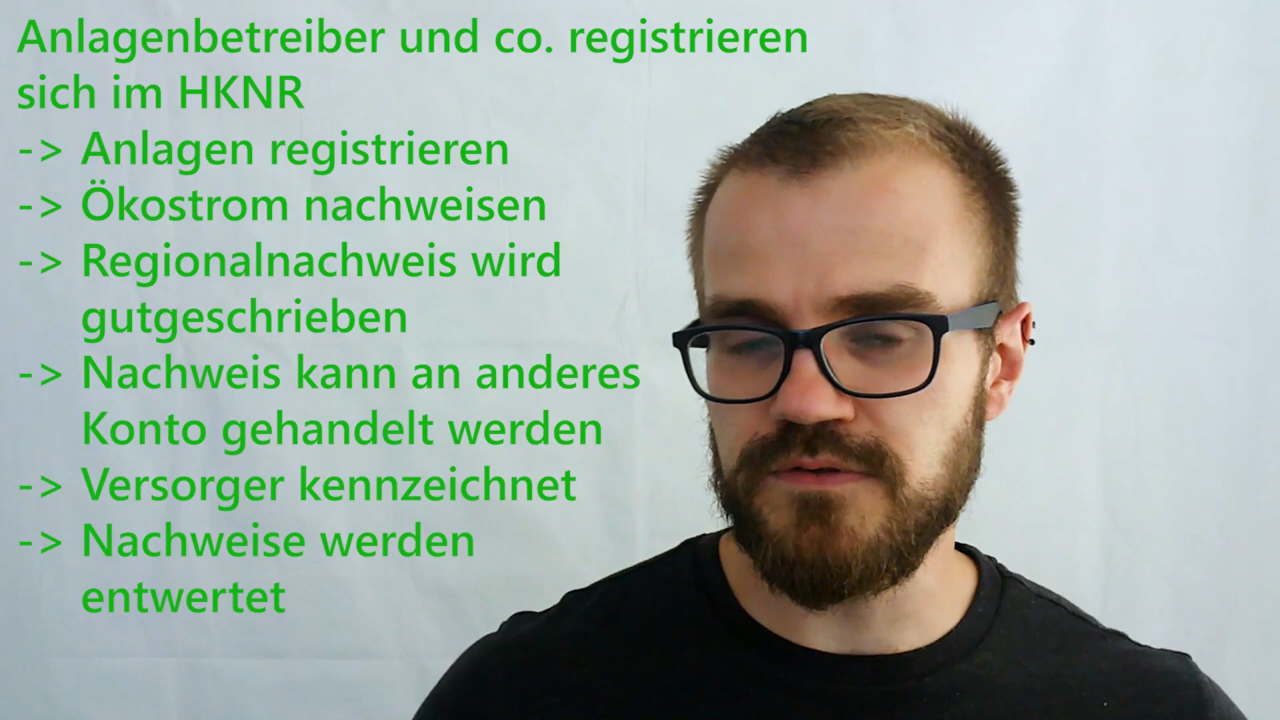 Anlagenbetreiber und co. registrieren
sich im HKNR
-> Anlagen registrieren
-> Ökostrom nachweisen
-> Regionalnachweis wird
gutgeschrieben
-> Nachweis kann an anderes
Konto gehandelt werden
-> Versorger kennzeichnet
-> Nachweise werden
entwertet